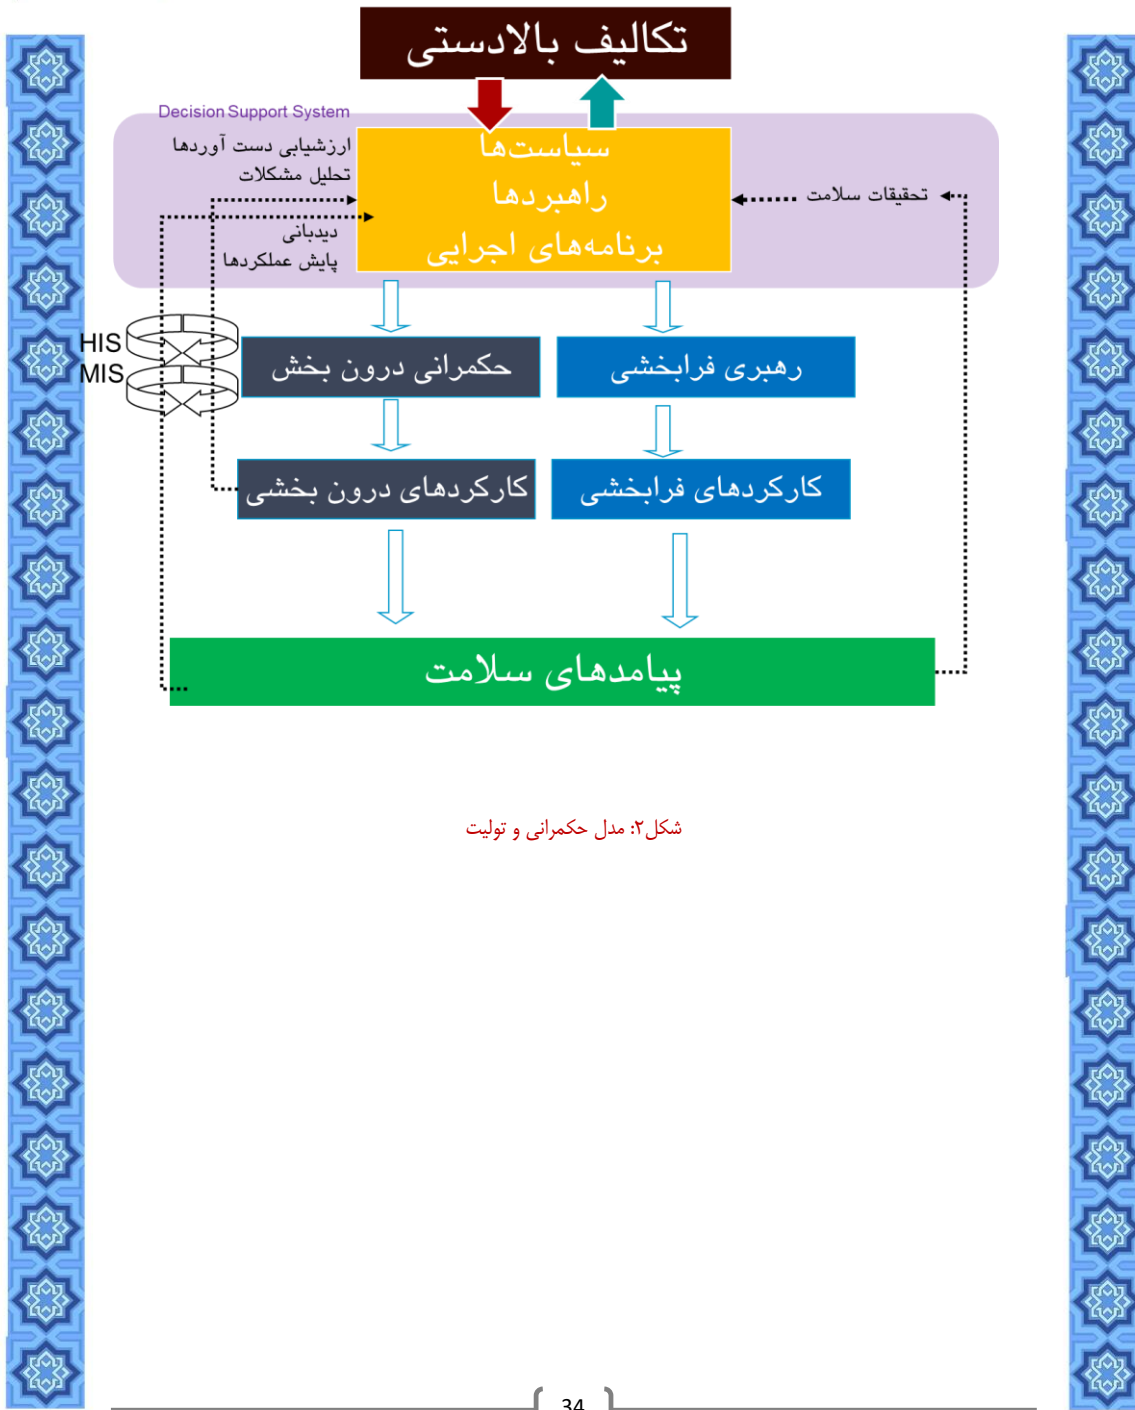 تکالیف بالادستی
Decision Support System
ارزشیابی دست آوردها
تحلیل مشکلات
دیدبانی
پایش عملکردها
سیاست‌ها
راهبردها
برنامه‌های اجرایی
تحقیقات سلامت
HIS
MIS
رهبری فرابخشی
حکمرانی درون بخش
کارکردهای فرابخشی
کارکردهای درون بخشی
پیامدهای سلامت
شکل۲: مدل حکمرانی و تولیت
34